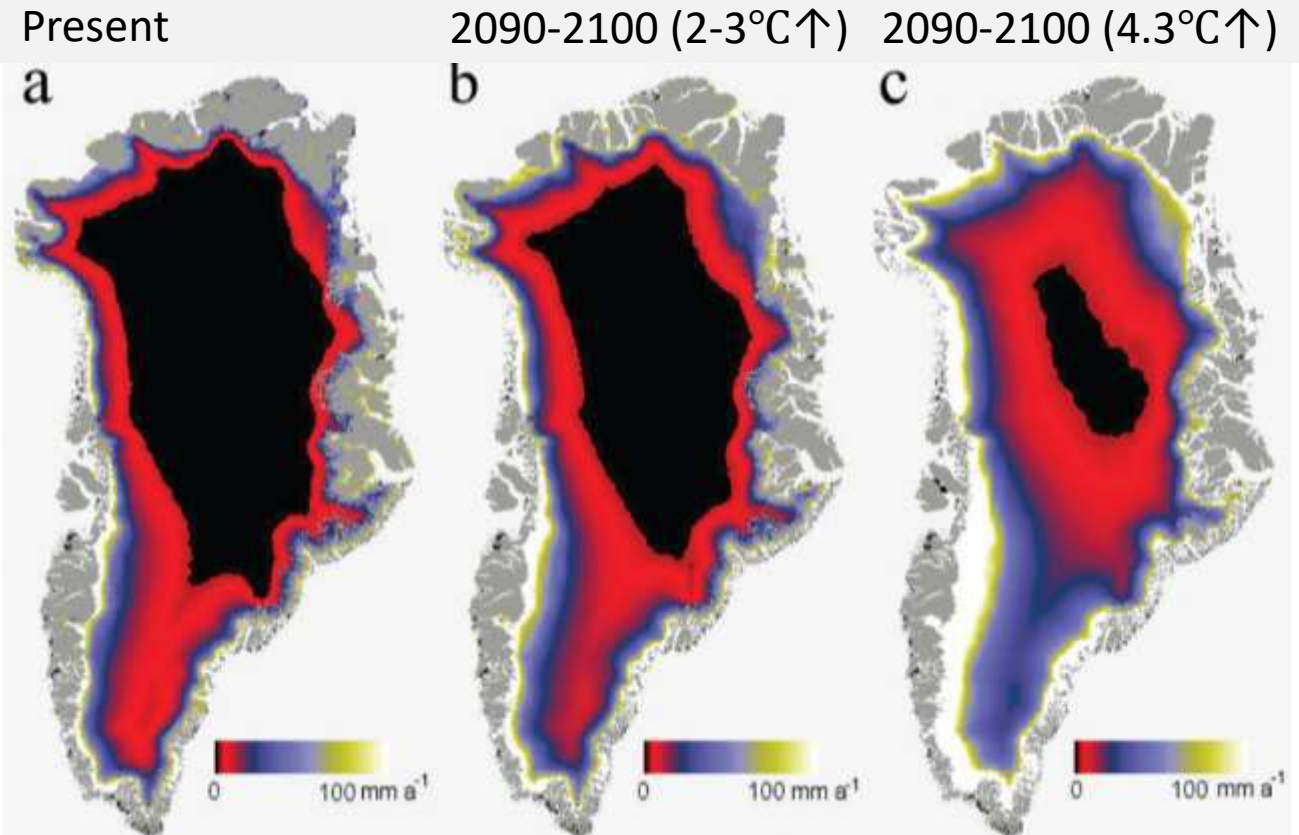 Present
2090-2100 (2-3℃↑)
2090-2100 (4.3℃↑)
a
b
c
0 100 mm a⁻¹
0 100 mm a⁻¹
0 100 mm a⁻¹